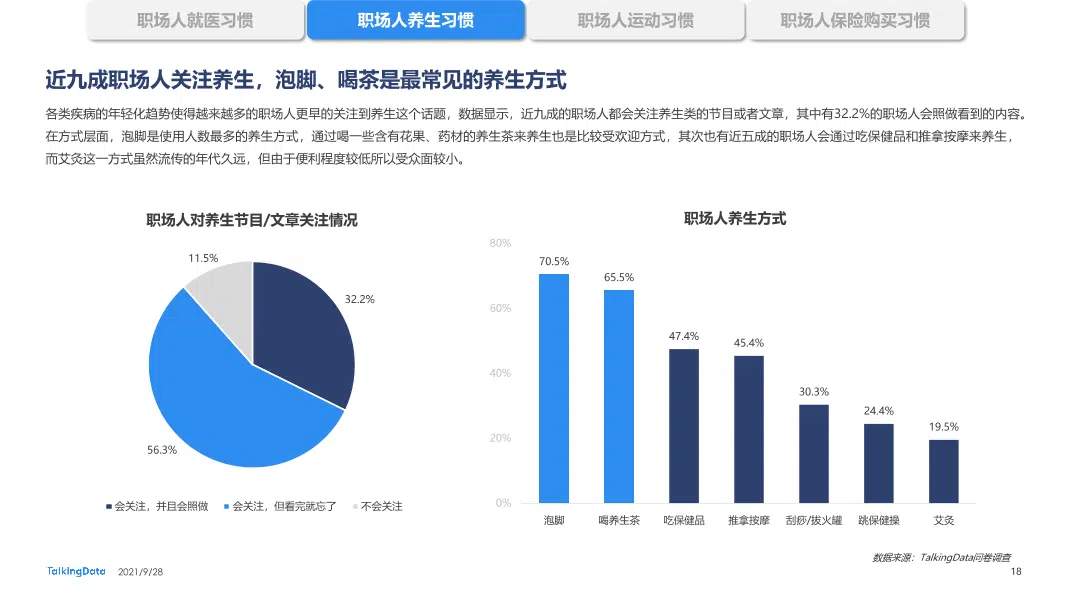 职场人就医习惯
职场人养生习惯
职场人运动习惯
职场人保险购买习惯
近九成职场人关注养生，泡脚、喝茶是最常见的养生方式
各类疾病的年轻化趋势使得越来越多的职场人更早的关注到养生这个话题，数据显示，近九成的职场人都会关注养生类的节目或者文章，其中有32.2%的职场人会照做看到的内容。
在方式层面，泡脚是使用人数最多的养生方式，通过喝一些含有花果、药材的养生茶来养生也是比较受欢迎方式，其次也有近五成的职场人会通过吃保健品和推拿按摩来养生，
而艾灸这一方式虽然流传的年代久远，但由于便利程度较低所以受众面较小。
职场人对养生节目/文章关注情况
11.5%
32.2%
56.3%
会关注，并且会照做
会关注，但看完就忘了
不会关注
职场人养生方式
80%
60%
40%
20%
0%
70.5%
65.5%
47.4%
45.4%
30.3%
24.4%
19.5%
泡脚
喝养生茶
吃保健品
推拿按摩
刮痧/拔火罐
跳保健操
艾灸
数据来源：TalkingData问卷调查
TalkingData
2021/9/28
18